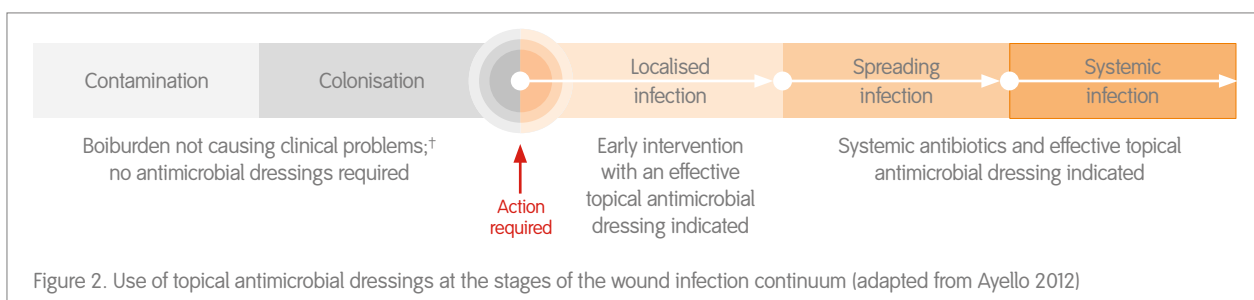 Contamination
Colonisation
Localised
infection
Spreading
infection
Systemic
infection
Boiburden not causing clinical problems;†
no antimicrobial dressings required
Action
required
Early intervention
with an effective
topical antimicrobial
dressing indicated
Systemic antibiotics and effective topical
antimicrobial dressing indicated
Figure 2. Use of topical antimicrobial dressings at the stages of the wound infection continuum (adapted from Ayello 2012)